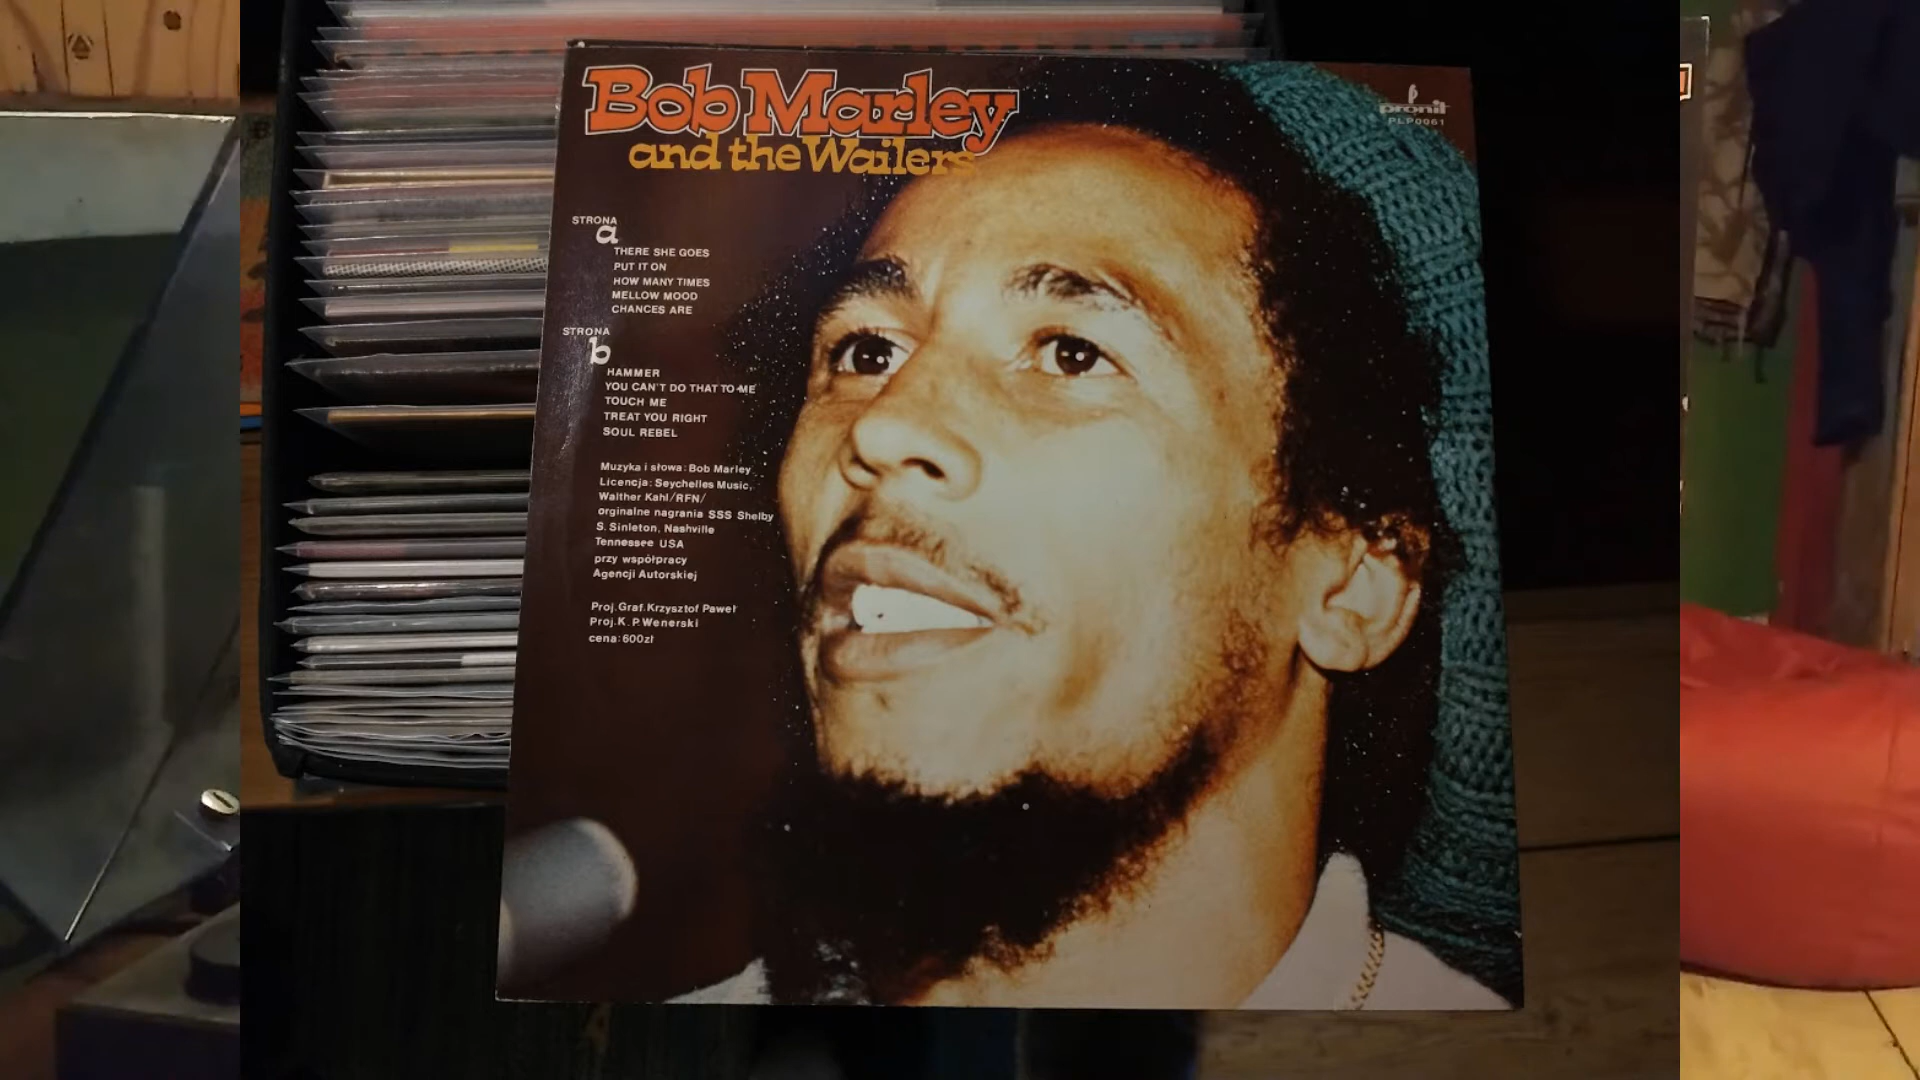 Bob Marley
and the Wailers
pronit
PLP0061
STRONA
a
THERE SHE GOES
PUT IT ON
HOW MANY TIMES
MELLOW MOOD
CHANCES ARE
STRONA
b
HAMMER
YOU CAN'T DO THAT TO ME
TOUCH ME
TREAT YOU RIGHT
SOUL REBEL
Muzyka i słowa: Bob Marley
Licencja: Seychelles Music,
Walther Kahl/RFN/
orginalne nagrania SSS Shelby
S. Sinleton, Nashville
Tennessee USA
przy współpracy
Agencji Autorskiej
Proj. Graf. Krzysztof Paweł
Proj. K. P. Wenerski
cena: 600zł